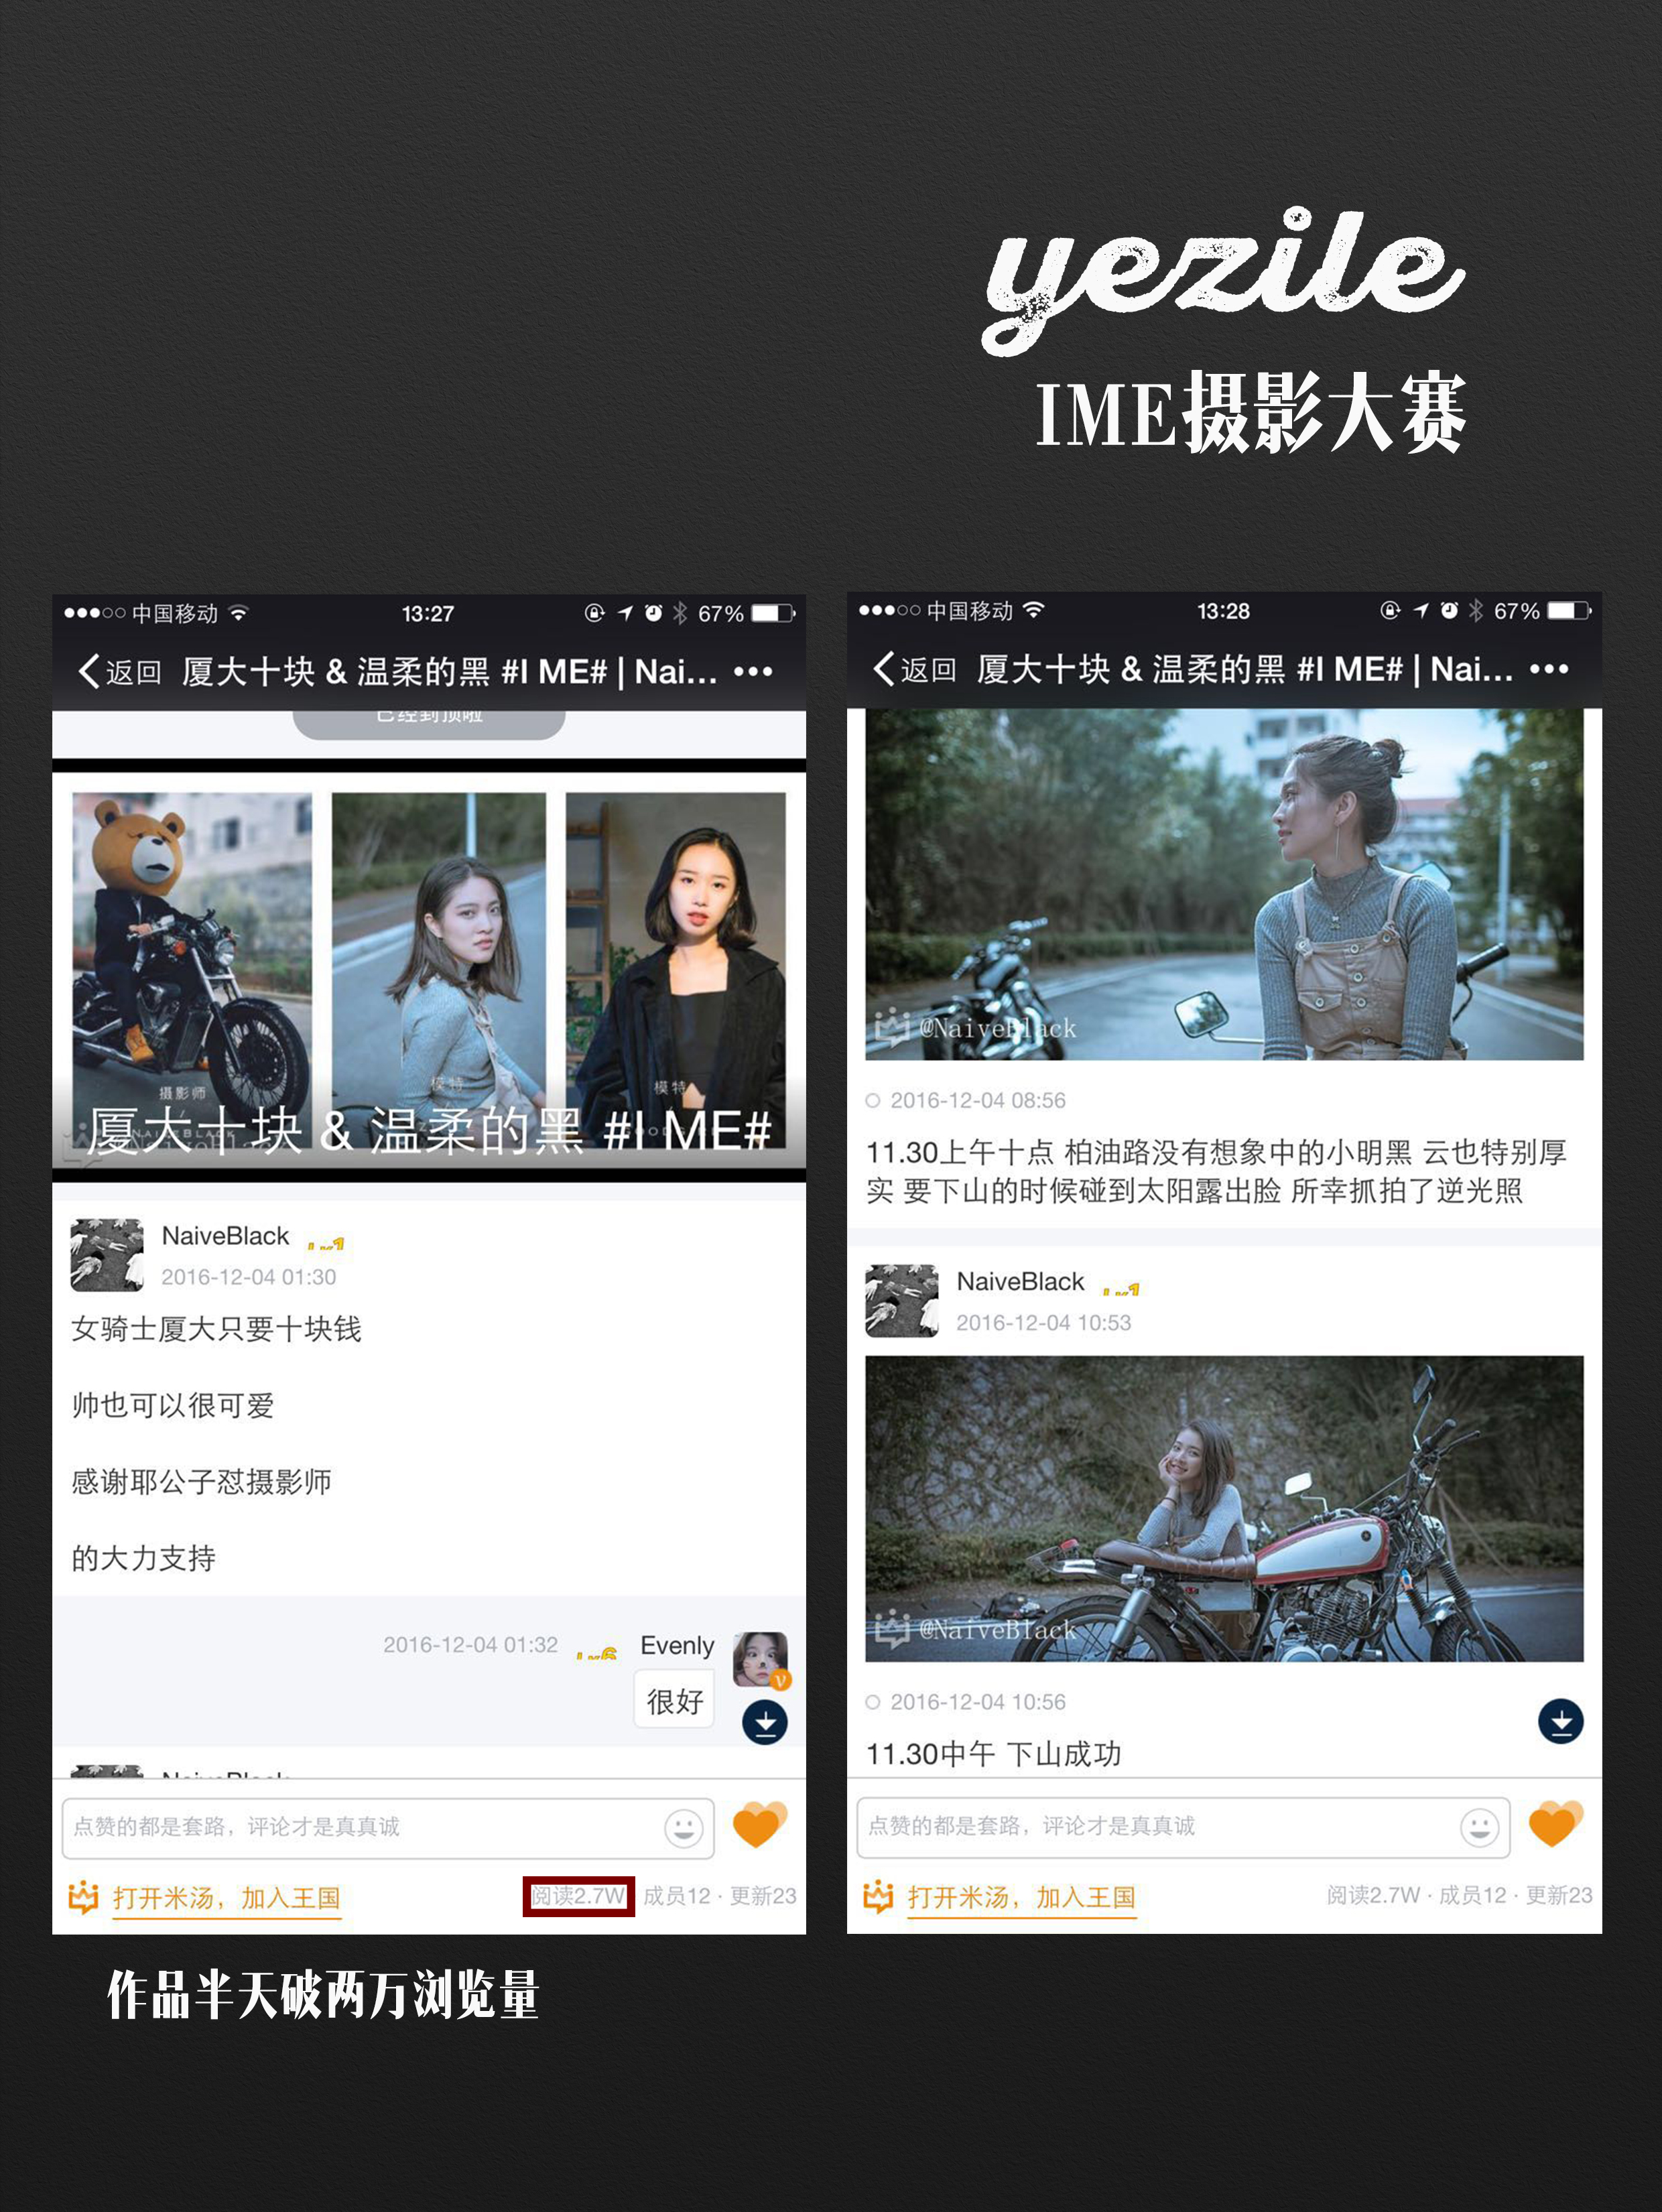 yezile
IME摄影大赛
中国移动
13:27
67%
返回
厦大十块 & 温柔的黑 #I ME# | Nai...
已经到顶啦
摄影师
模特
模特
厦大十块 & 温柔的黑 #I ME#
NaiveBlack
2016-12-04 01:30
女骑士厦大只要十块钱
帅也可以很可爱
感谢耶公子怼摄影师
的大力支持
2016-12-04 01:32
Lv6
Evenly
很好
NaiveBlack
点赞的都是套路，评论才是真真诚
打开米汤，加入王国
阅读2.7W
成员12 · 更新23
中国移动
13:28
67%
返回
厦大十块 & 温柔的黑 #I ME# | Nai...
@NaiveBlack
2016-12-04 08:56
11.30上午十点 柏油路没有想象中的小明黑 云也特别厚
实 要下山的时候碰到太阳露出脸 所幸抓拍了逆光照
NaiveBlack
Lv1
2016-12-04 10:53
@NaiveBlack
2016-12-04 10:56
11.30中午 下山成功
点赞的都是套路，评论才是真真诚
打开米汤，加入王国
阅读2.7W · 成员12 · 更新23
作品半天破两万浏览量